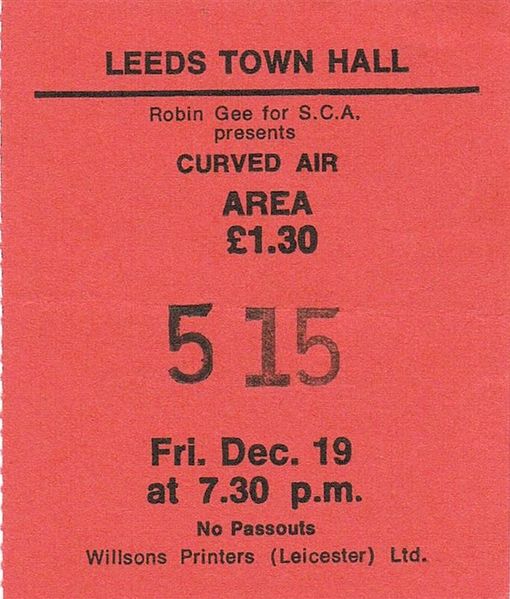 LEEDS TOWN HALL
Robin Gee for S.C.A.
presents
CURVED AIR
AREA
£1.30
5 15
Fri. Dec. 19
at 7.30 p.m.
No Passouts
Willsons Printers (Leicester) Ltd.